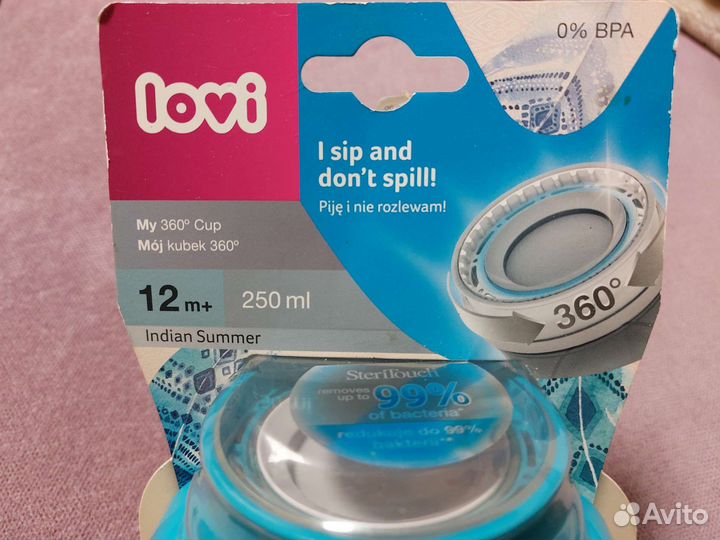 0% BPA
lovi
I sip and
don't spill!
Piję i nie rozlewam!
My 360° Cup
Mój kubek 360°
360°
12 m+
250 ml
Indian Summer
SteriTouch
removes
up to 99%
of bacteria*
redukuje do 99%
bakterii**
Avito